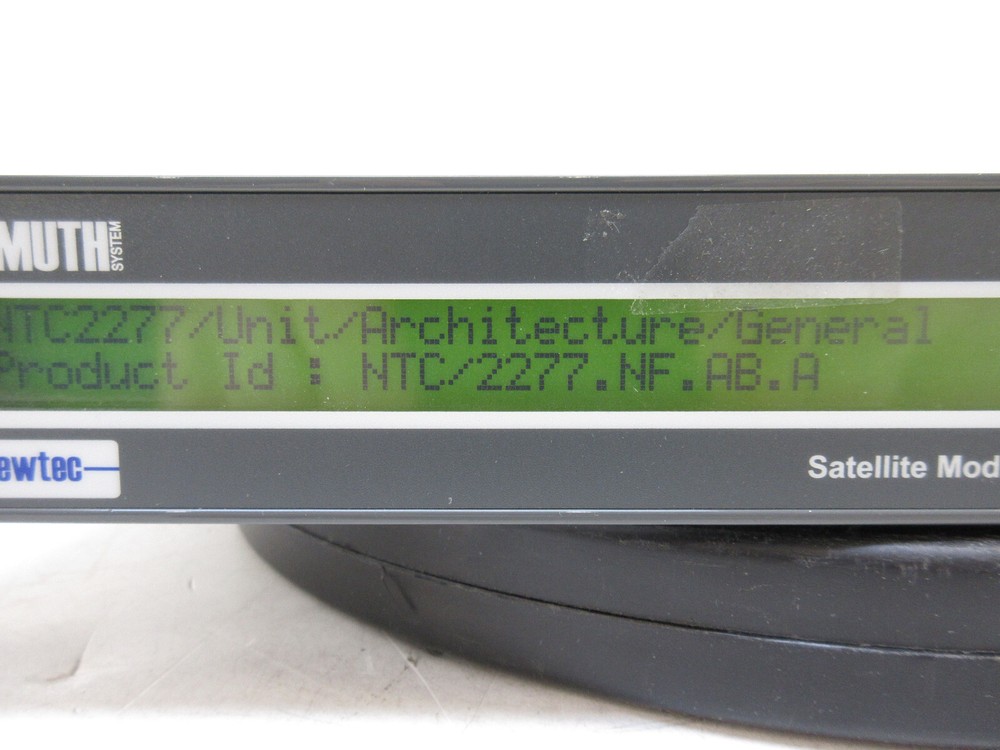 MUTH SYSTEM
NTC2277/Unit/Architecture/General
Product Id : NTC/2277.NF.AB.A
ewtec
Satellite Mod